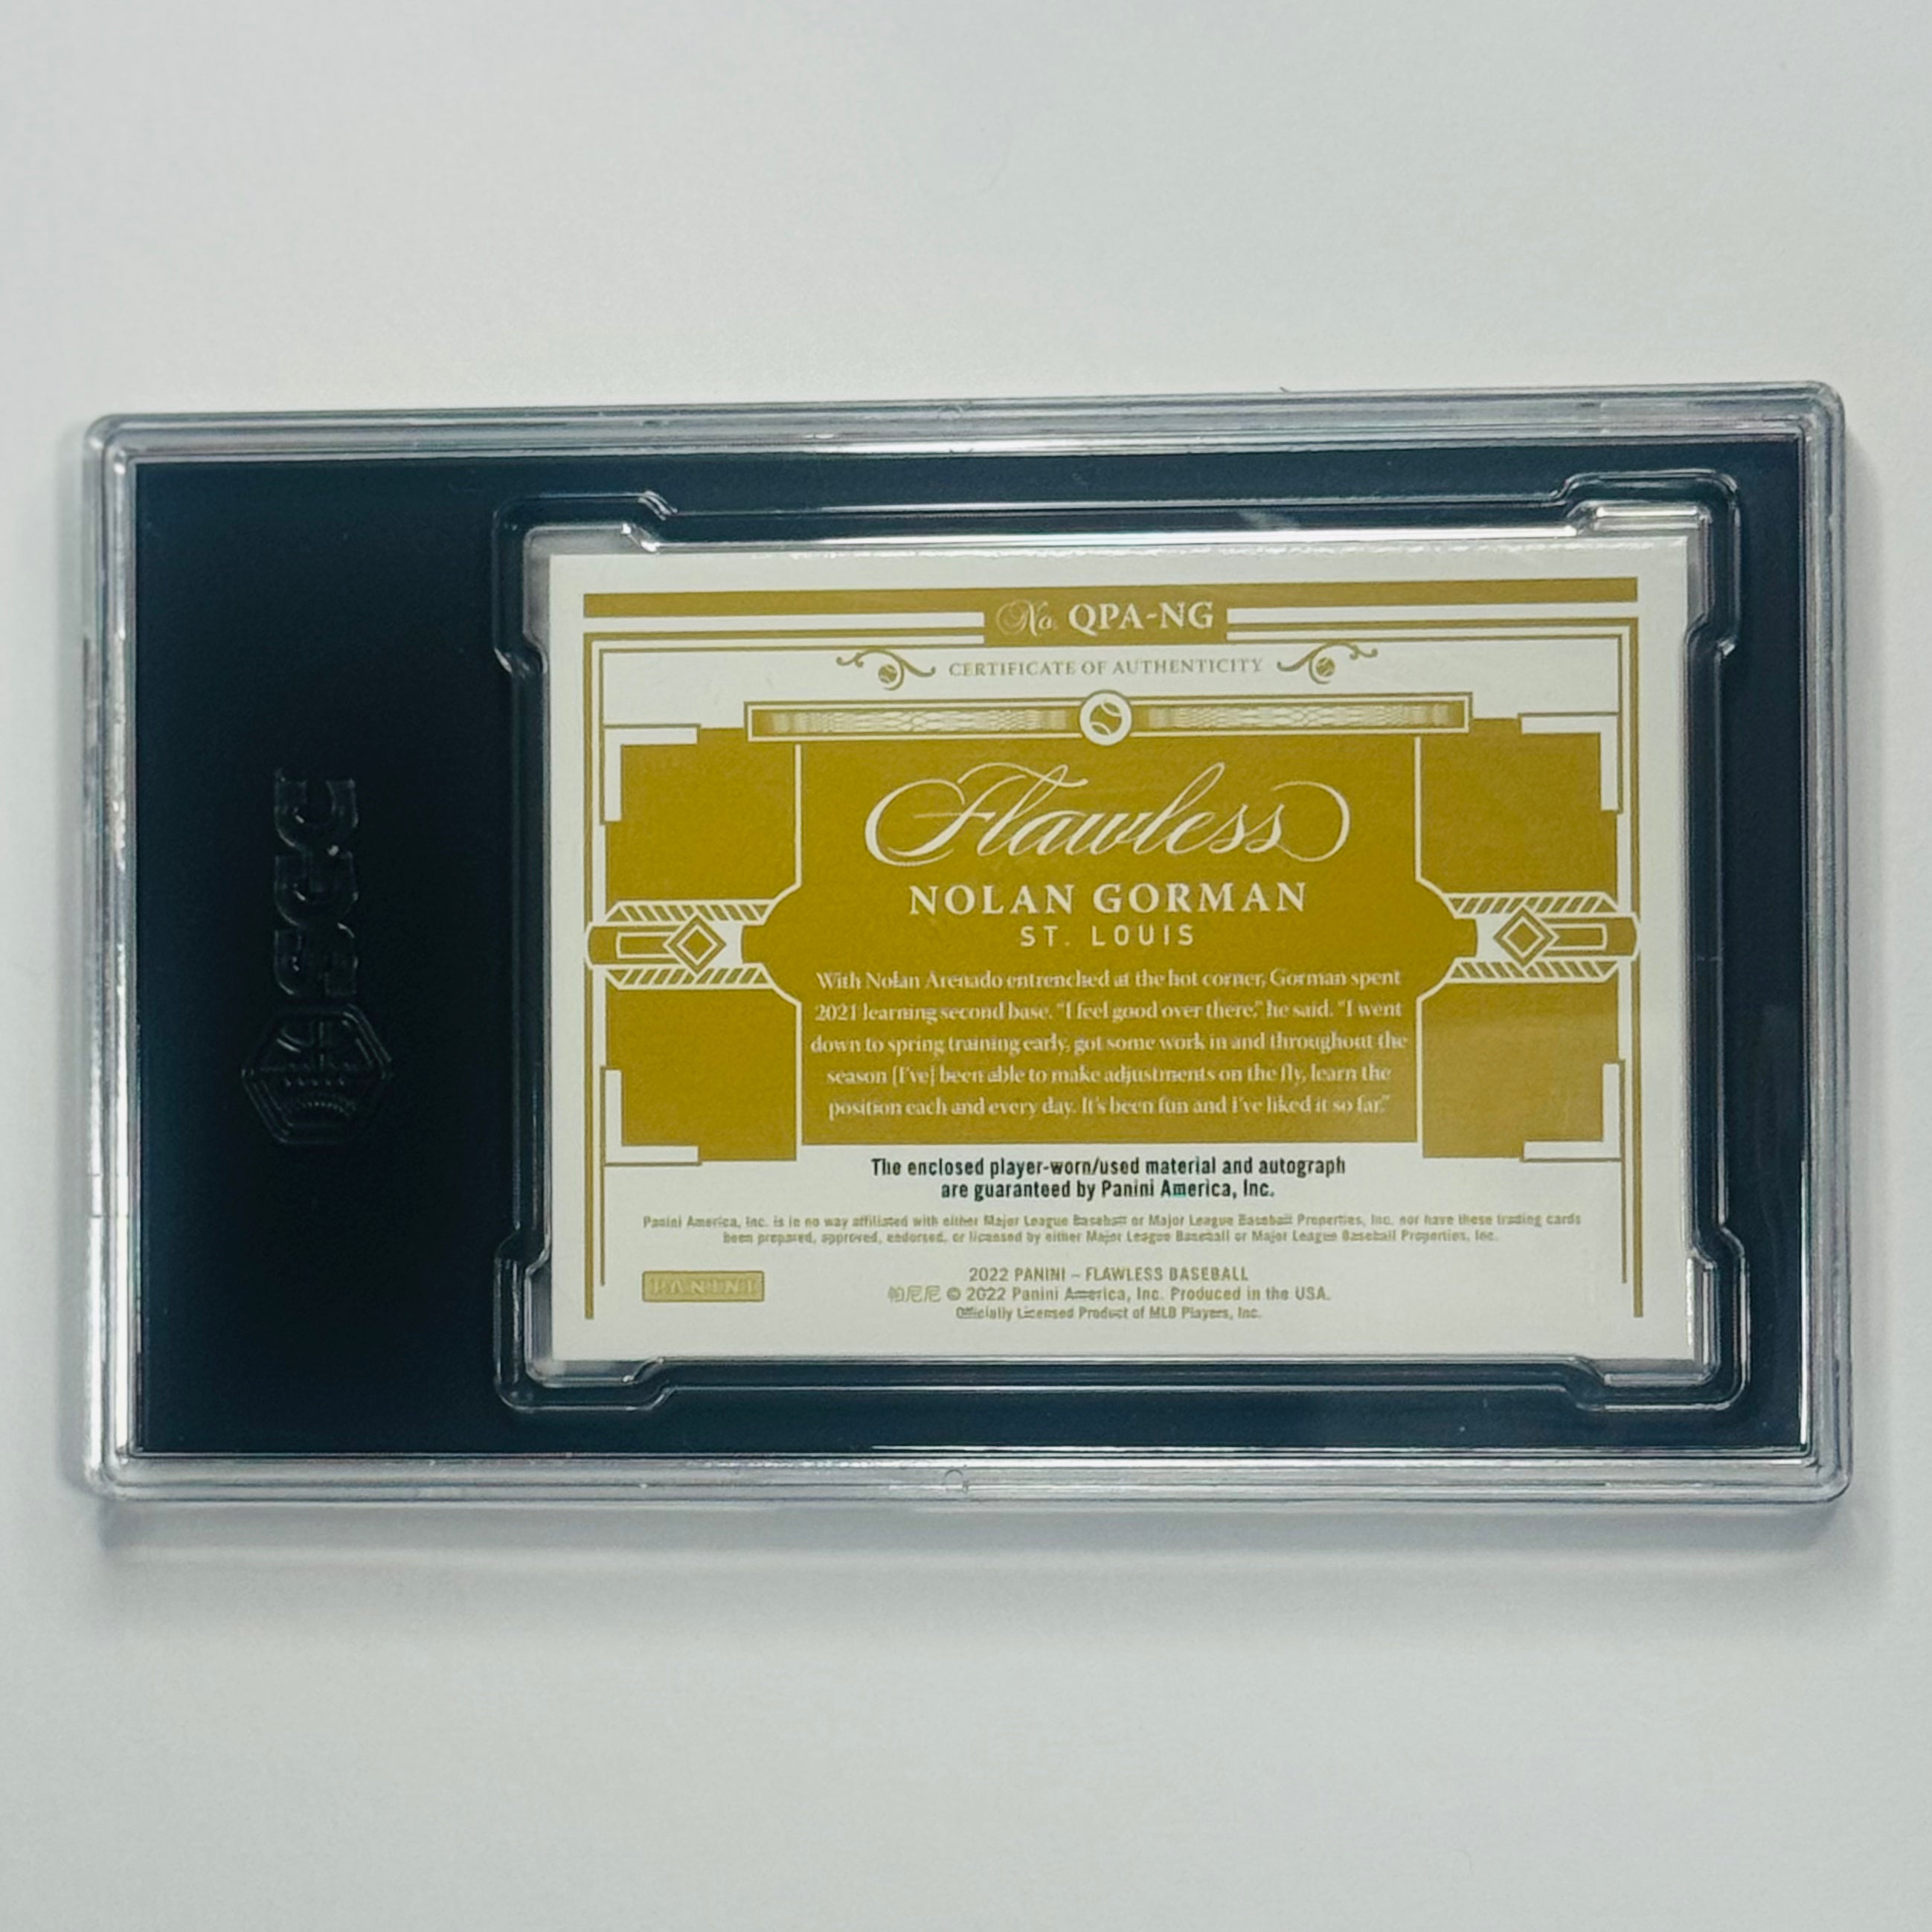 No. QPA-NG
CERTIFICATE OF AUTHENTICITY
Flawless
NOLAN GORMAN
ST. LOUIS
With Nolan Arenado entrenched at the hot corner, Gorman spent
2021 learning second base. “I feel good over there,” he said. “I went
down to spring training early, got some work in and throughout the
season [I’ve] been able to make adjustments on the fly, learn the
position each and every day. It’s been fun and I’ve liked it so far.”
The enclosed player-worn/used material and autograph
are guaranteed by Panini America, Inc.
Panini America, Inc. is in no way affiliated with either Major League Baseball or Major League Baseball Properties, Inc. nor have these trading cards
been prepared, approved, endorsed, or licensed by either Major League Baseball or Major League Baseball Properties, Inc.
PANINI
2022 PANINI – FLAWLESS BASEBALL
帕尼尼 © 2022 Panini America, Inc. Produced in the USA.
Officially Licensed Product of MLB Players, Inc.
SGC